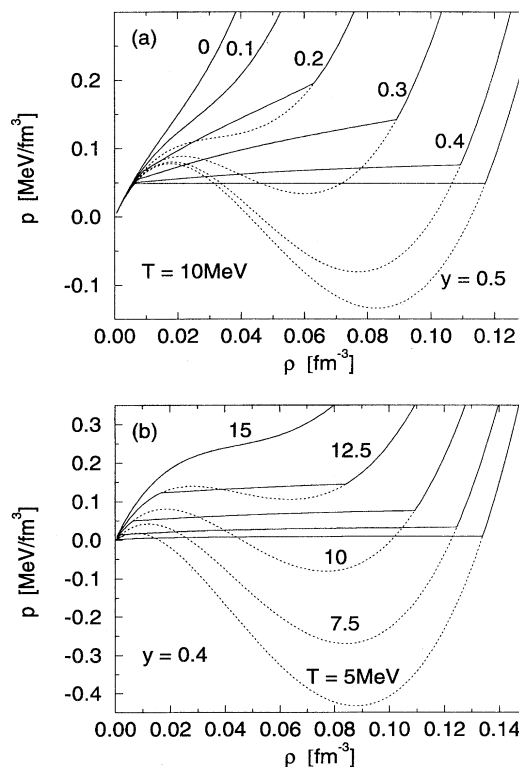 (a)
0
0.1
0.2
0.3
0.4
y = 0.5
T = 10MeV
p [MeV/fm³]
0.3
0.2
0.1
0.0
-0.1
0.00 0.02 0.04 0.06 0.08 0.10 0.12
ρ [fm⁻³]
(b)
15
12.5
10
7.5
T = 5MeV
y = 0.4
p [MeV/fm³]
0.3
0.2
0.1
0.0
-0.1
-0.2
-0.3
-0.4
0.00 0.02 0.04 0.06 0.08 0.10 0.12 0.14
ρ [fm⁻³]